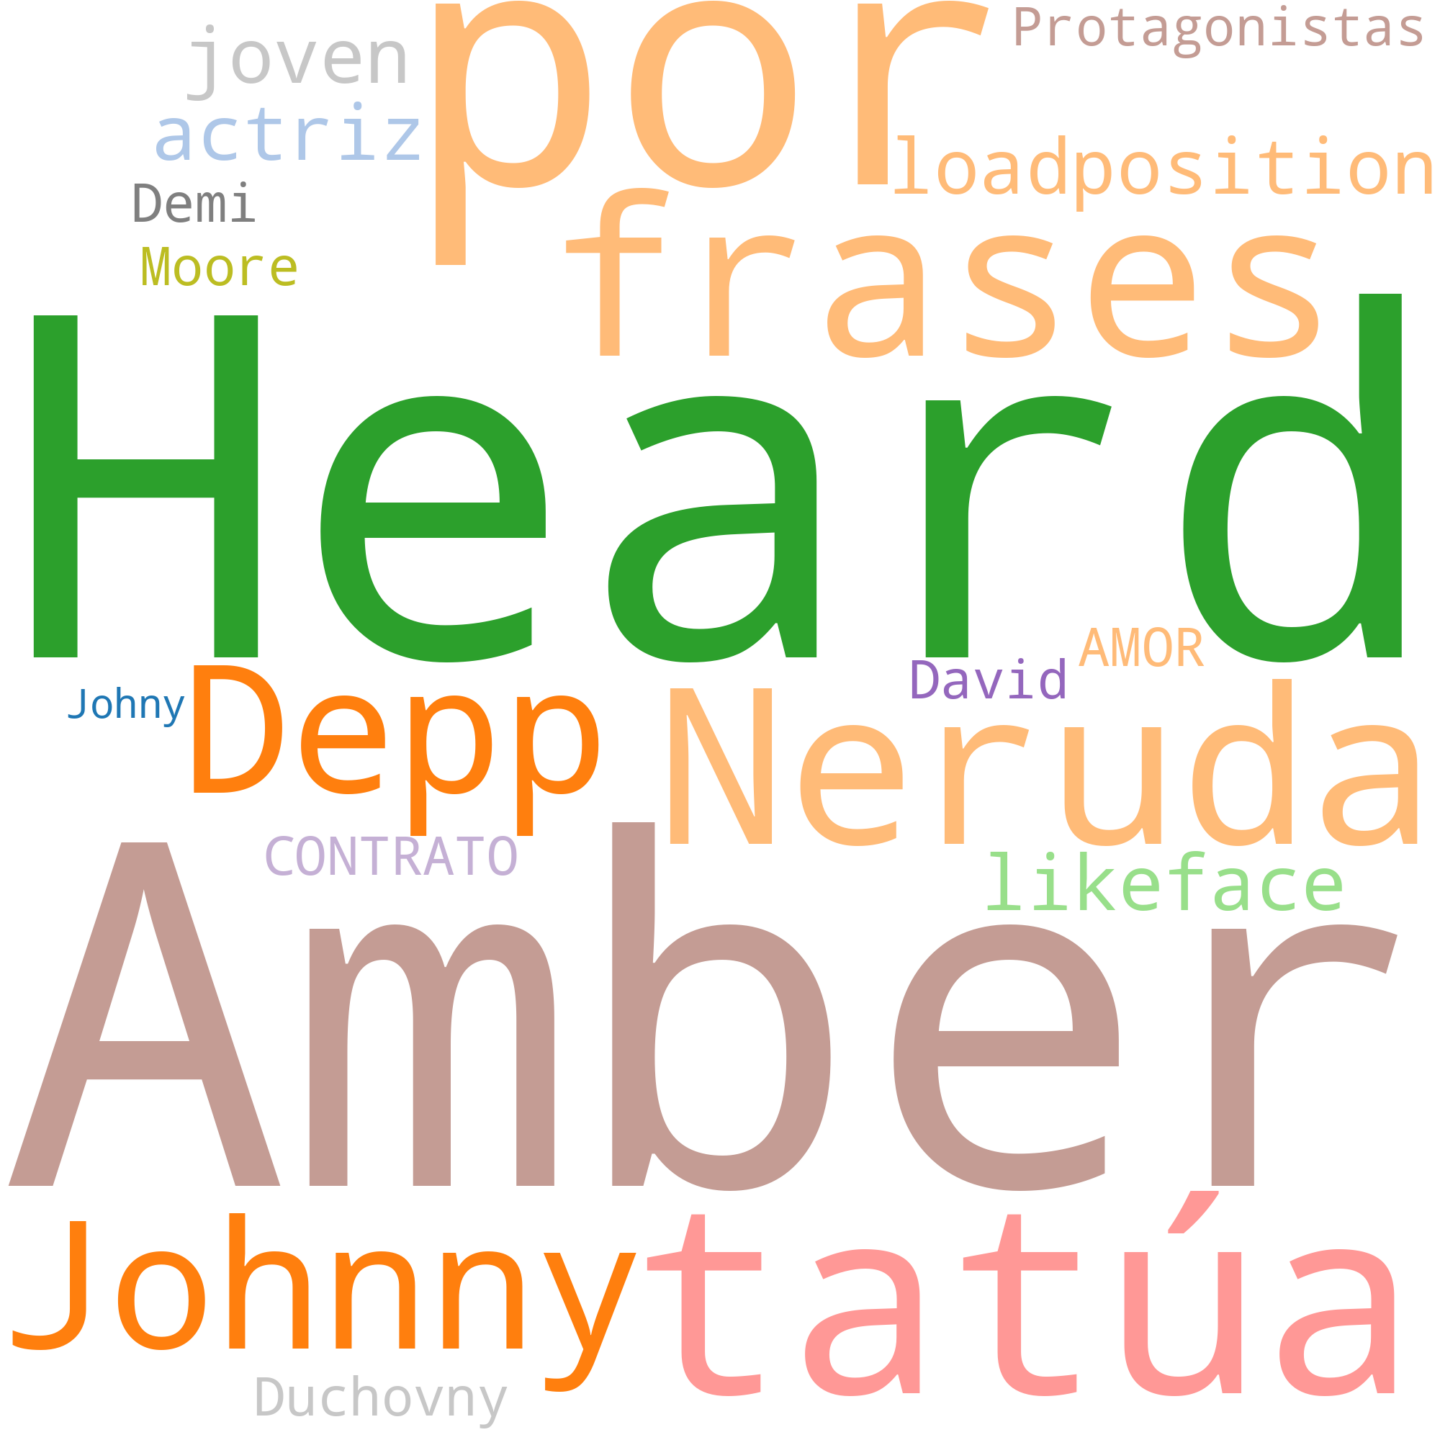 por
Protagonistas
joven
actriz
loadposition
Demi
frases
Moore
Heard
AMOR
David
Johny
Depp
Neruda
CONTRATO
likeface
Amber
Johnny
tatúa
Duchovny